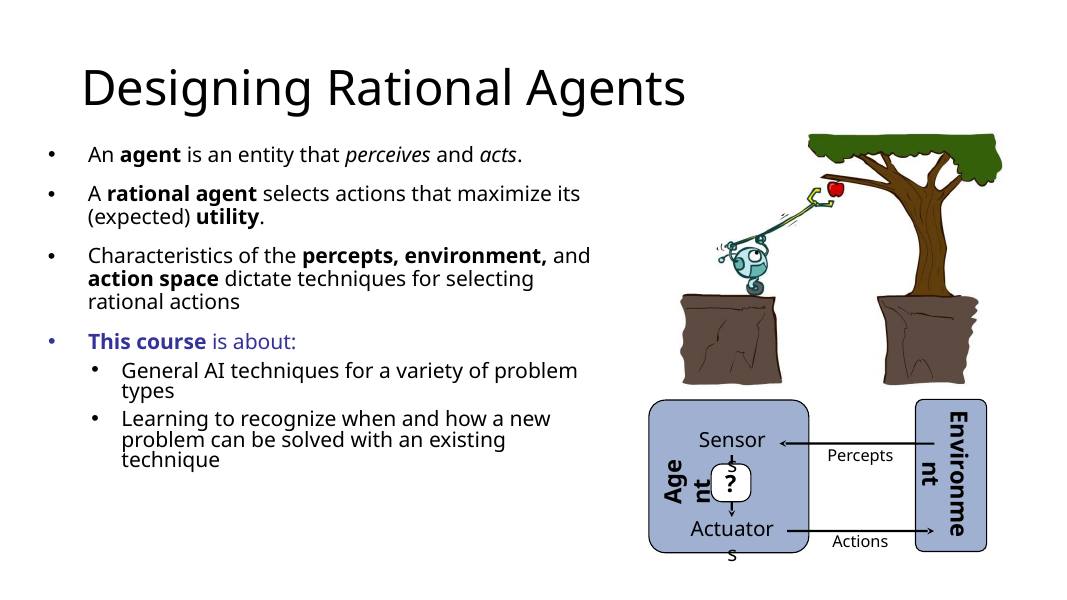 Designing Rational Agents
• An agent is an entity that perceives and acts.
• A rational agent selects actions that maximize its
(expected) utility.
• Characteristics of the percepts, environment, and
action space dictate techniques for selecting
rational actions
• This course is about:
• General AI techniques for a variety of problem
types
• Learning to recognize when and how a new
problem can be solved with an existing
technique
Age
nt
Sensor
s
?
Actuator
s
Percepts
Actions
Environme
nt